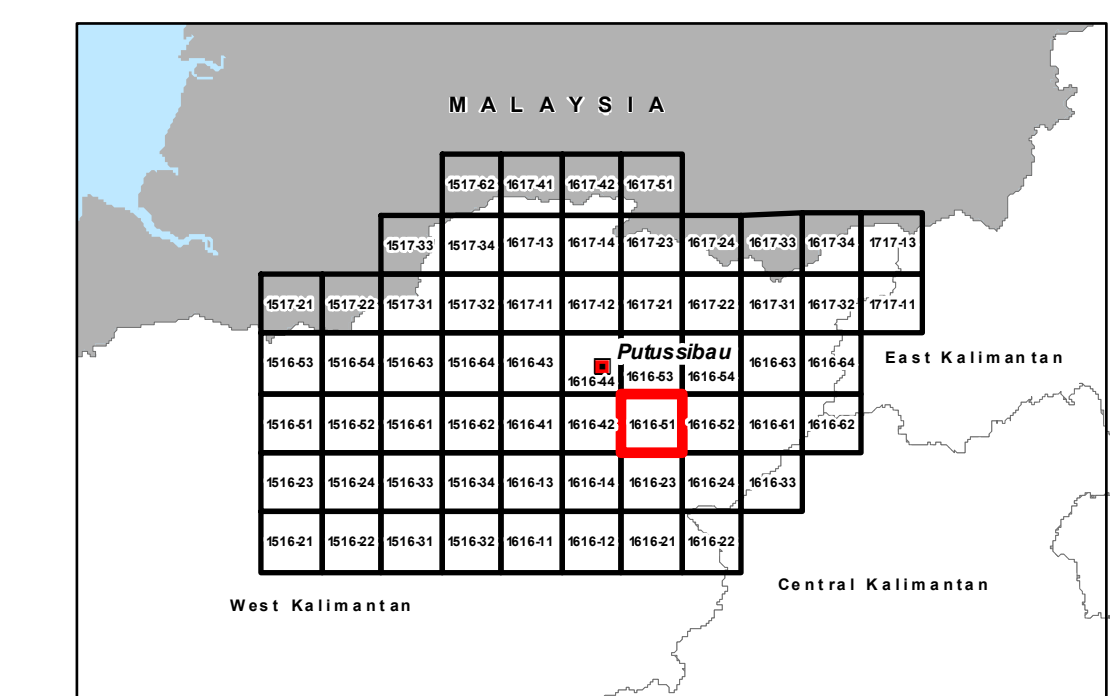 MALAYSIA
1517-62 1617-41 1617-42 1617-51
1517-33 1517-34 1617-13 1617-14 1617-23 1617-24 1617-33 1617-34 1717-13
1517-21 1517-22 1517-31 1517-32 1617-11 1617-12 1617-21 1617-22 1617-31 1617-32 1717-11
Putussibau
1516-53 1516-54 1516-63 1516-64 1616-43 1616-44 1616-53 1616-54 1616-63 1616-64
East Kalimantan
1516-51 1516-52 1516-61 1516-62 1616-41 1616-42 1616-51 1616-52 1616-61 1616-62
1516-23 1516-24 1516-33 1516-34 1616-13 1616-14 1616-23 1616-24 1616-33
1516-21 1516-22 1516-31 1516-32 1616-11 1616-12 1616-21 1616-22
Central Kalimantan
West Kalimantan